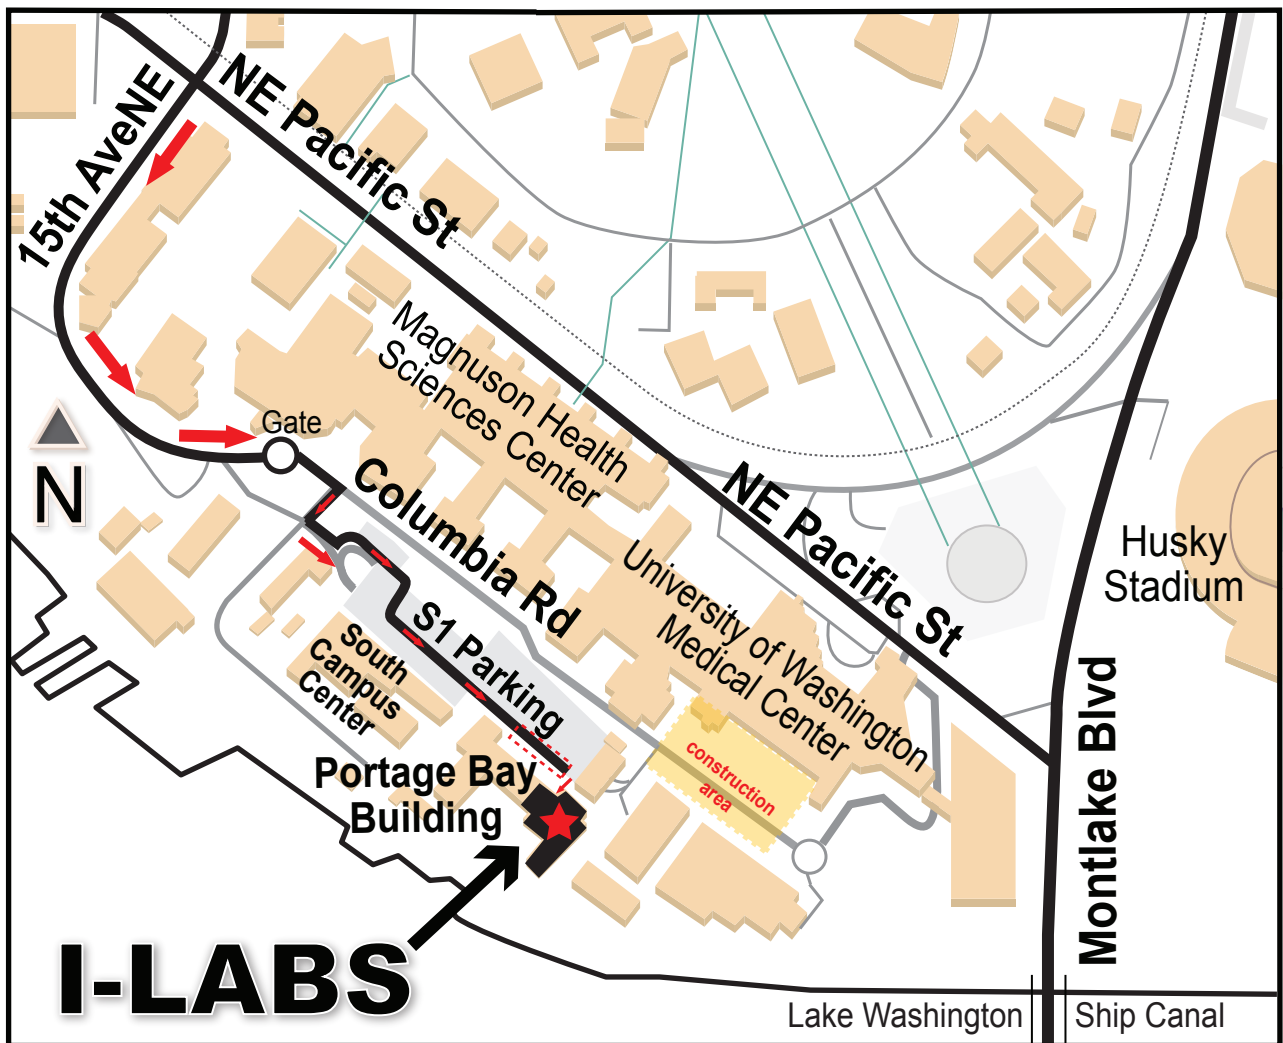 15th AveNE
NE Pacific St
Magnuson Health
Sciences Center
Gate
N
Columbia Rd
NE Pacific St
Husky
Stadium
University of Washington
Medical Center
S1 Parking
South
Campus
Center
construction
area
Portage Bay
Building
Montlake Blvd
I-LABS
Lake Washington
Ship Canal